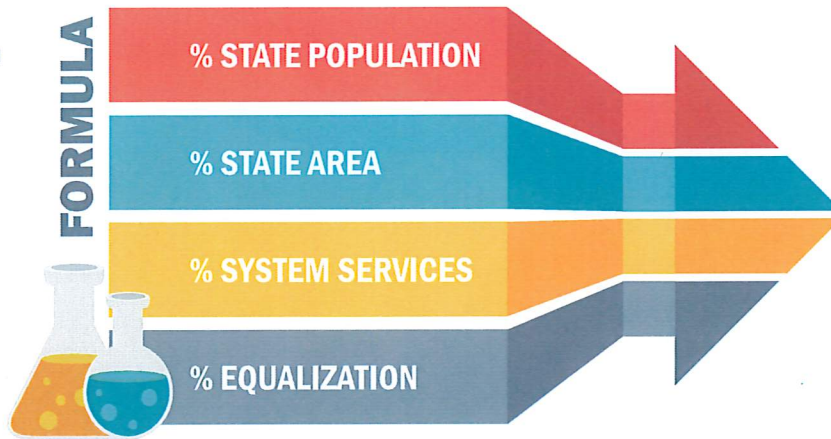 FORMULA
% STATE POPULATION
% STATE AREA
% SYSTEM SERVICES
% EQUALIZATION